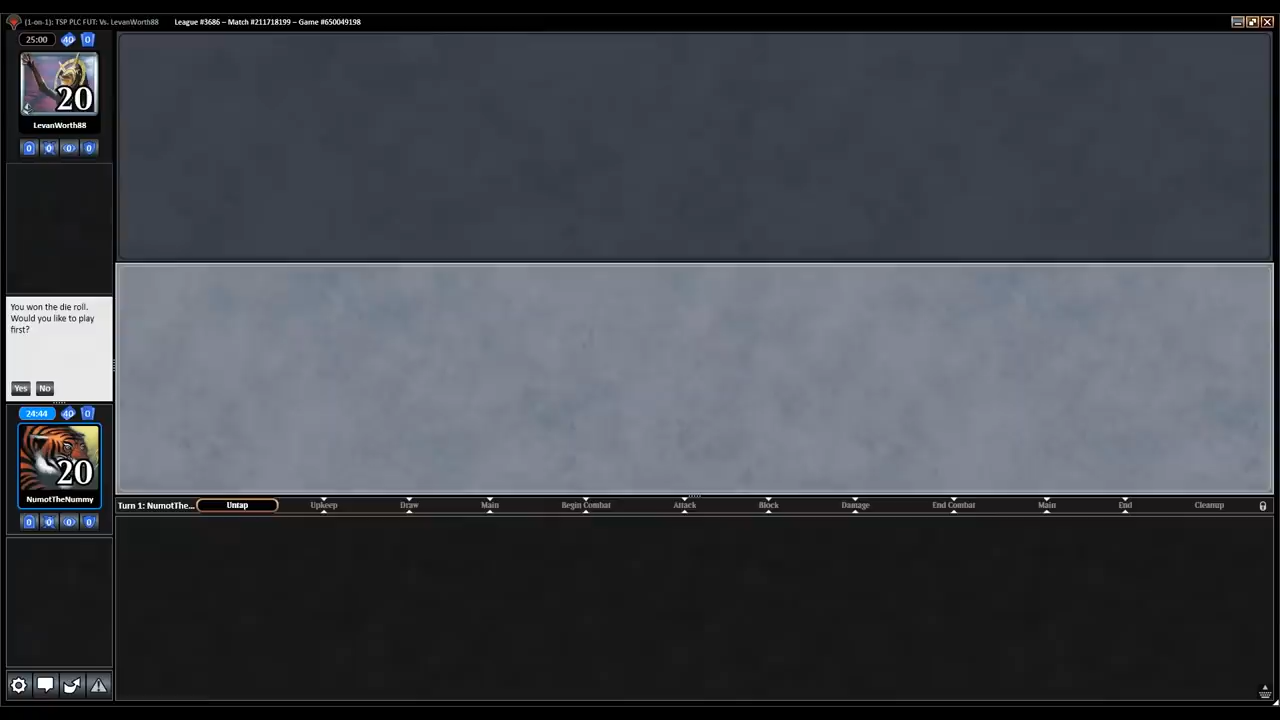 (1-on-1): TSP PLC FUT: Vs. LevanWorth88 League #3686 – Match #211718199 – Game #650049198
25:00 40 0
20
LevanWorth88
0 0 0 0
You won the die roll.
Would you like to play
first?
Yes No
24:44 40 0
20
NumotTheNummy
Turn 1: NumotThe... Untap Upkeep Draw Main Begin Combat Attack Block Damage End Combat Main End Cleanup
0 0 0 0